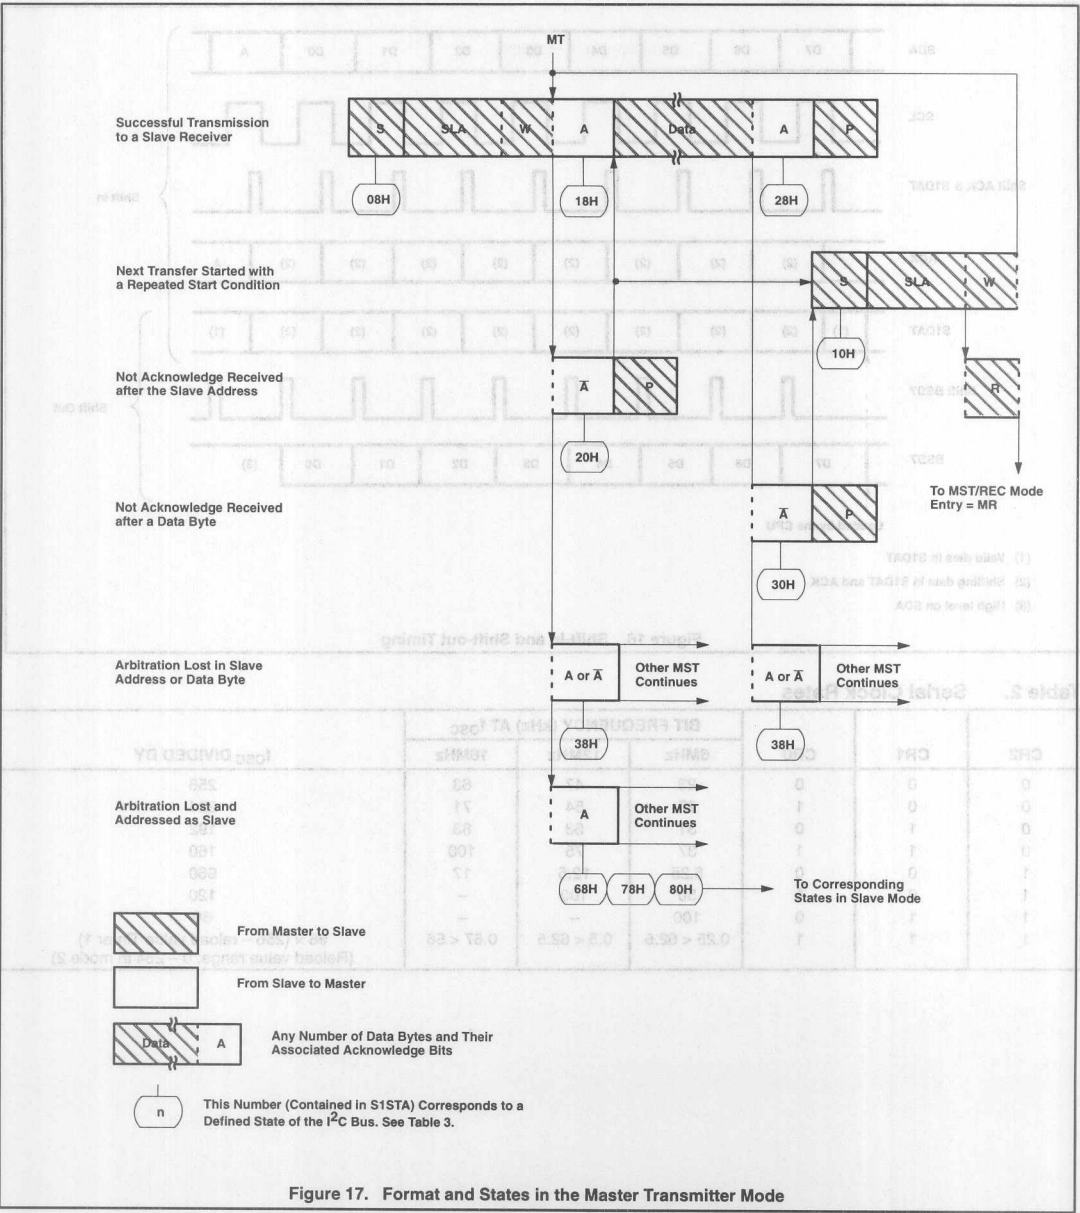 MT
Successful Transmission
to a Slave Receiver
S SLA W A Data A P
08H 18H 28H
Next Transfer Started with
a Repeated Start Condition
S SLA W
10H
Not Acknowledge Received
after the Slave Address
A̅ P
R
20H
To MST/REC Mode
Entry = MR
Not Acknowledge Received
after a Data Byte
A̅ P
30H
Arbitration Lost in Slave
Address or Data Byte
A or A̅
Other MST
Continues
A or A̅
Other MST
Continues
38H 38H
Arbitration Lost and
Addressed as Slave
A
Other MST
Continues
68H 78H 80H
To Corresponding
States in Slave Mode
From Master to Slave
From Slave to Master
Data A
Any Number of Data Bytes and Their
Associated Acknowledge Bits
n
This Number (Contained in S1STA) Corresponds to a
Defined State of the I²C Bus. See Table 3.
Figure 17. Format and States in the Master Transmitter Mode